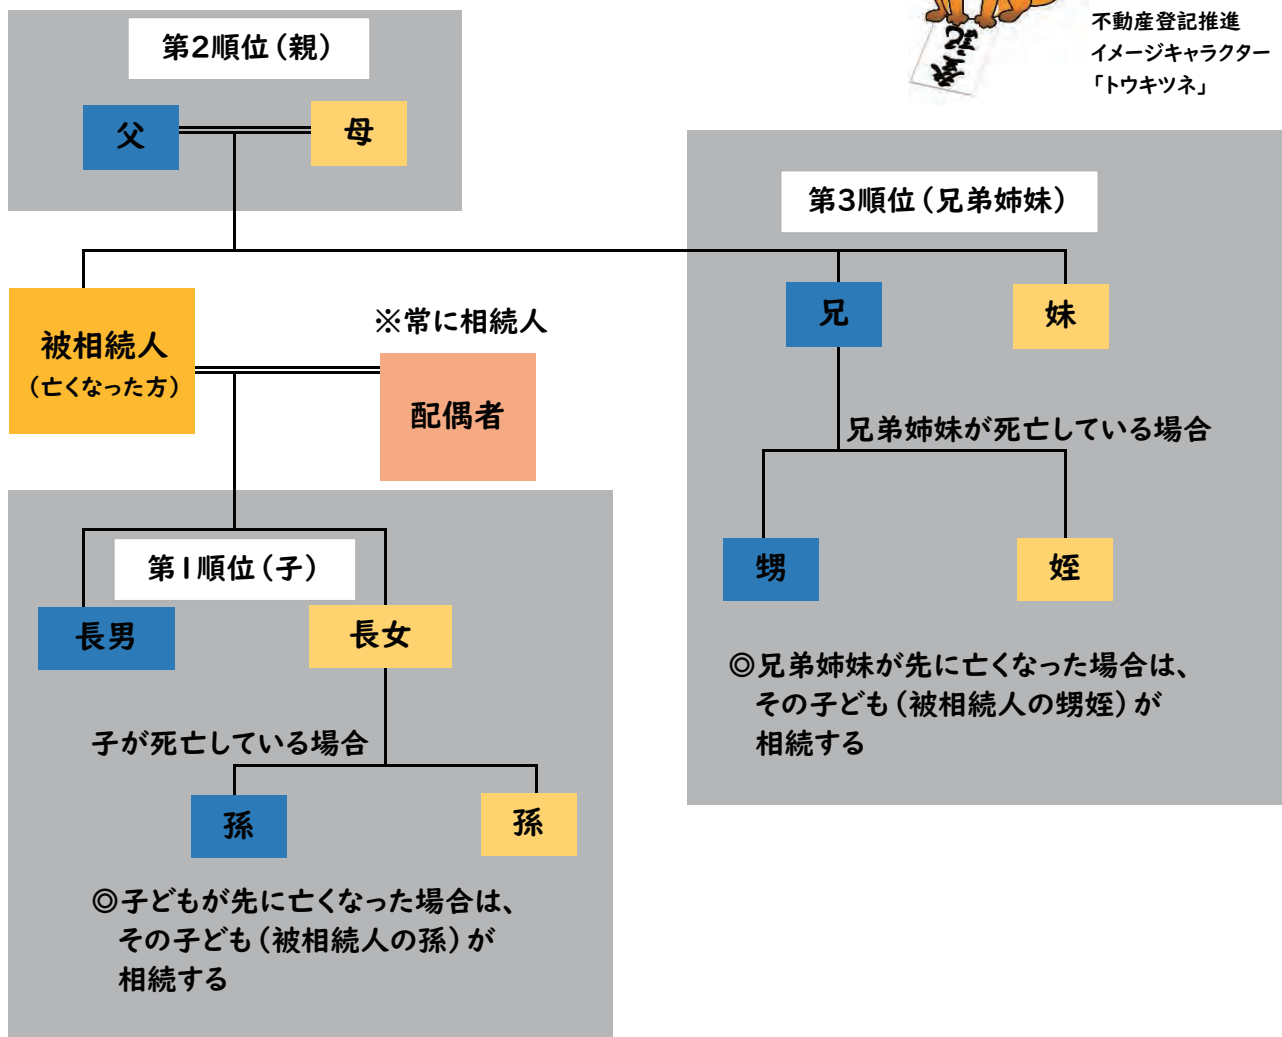 第2順位（親）
父
母
登記
不動産登記推進
イメージキャラクター
「トウキツネ」
第3順位（兄弟姉妹）
兄
妹
被相続人
（亡くなった方）
※常に相続人
配偶者
兄弟姉妹が死亡している場合
甥
姪
◎兄弟姉妹が先に亡くなった場合は、
その子ども（被相続人の甥姪）が
相続する
第1順位（子）
長男
長女
子が死亡している場合
孫
孫
◎子どもが先に亡くなった場合は、
その子ども（被相続人の孫）が
相続する